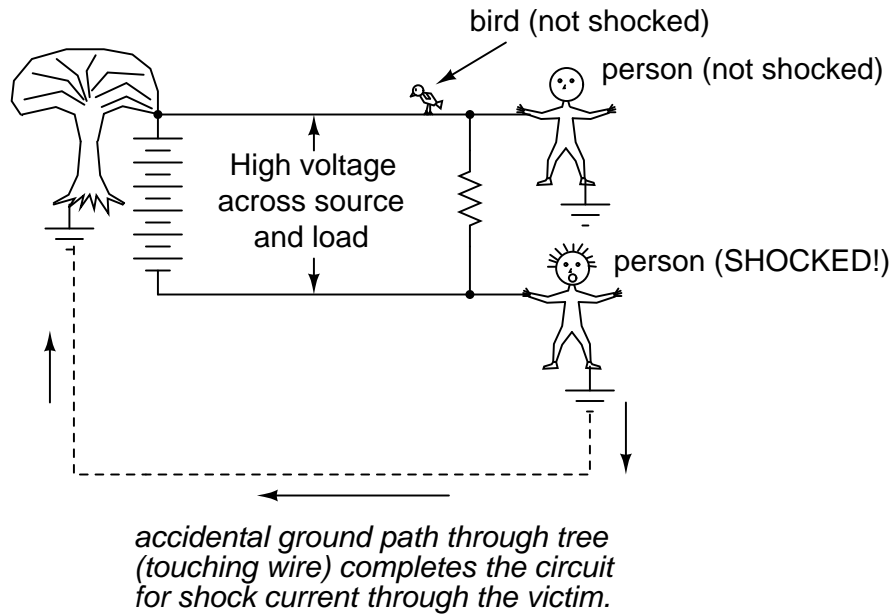 bird (not shocked)
person (not shocked)
High voltage
across source
and load
person (SHOCKED!)
accidental ground path through tree
(touching wire) completes the circuit
for shock current through the victim.